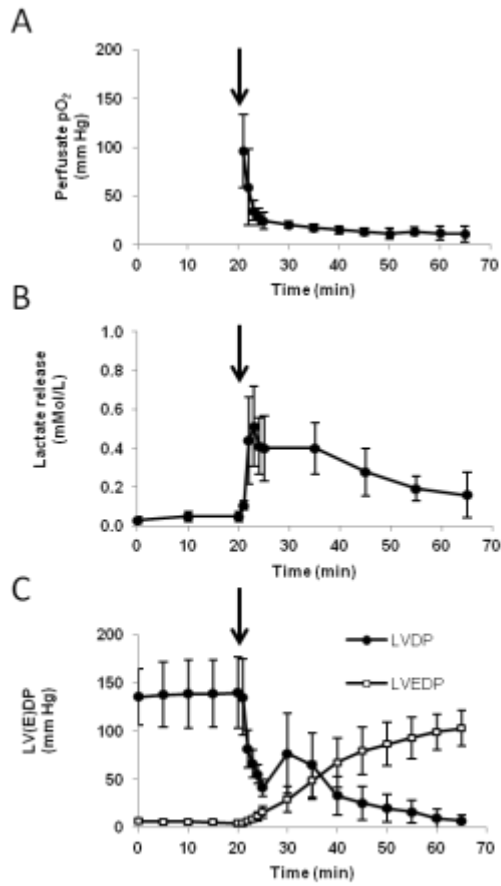 A
Perfusate pO2
(mm Hg)
200
150
100
50
0
0 10 20 30 40 50 60 70
Time (min)
B
Lactate release
(mMol/L)
1.0
0.8
0.6
0.4
0.2
0.0
0 10 20 30 40 50 60 70
Time (min)
C
LV(E)DP
(mm Hg)
200
150
100
50
0
LVDP
LVEDP
0 10 20 30 40 50 60 70
Time (min)